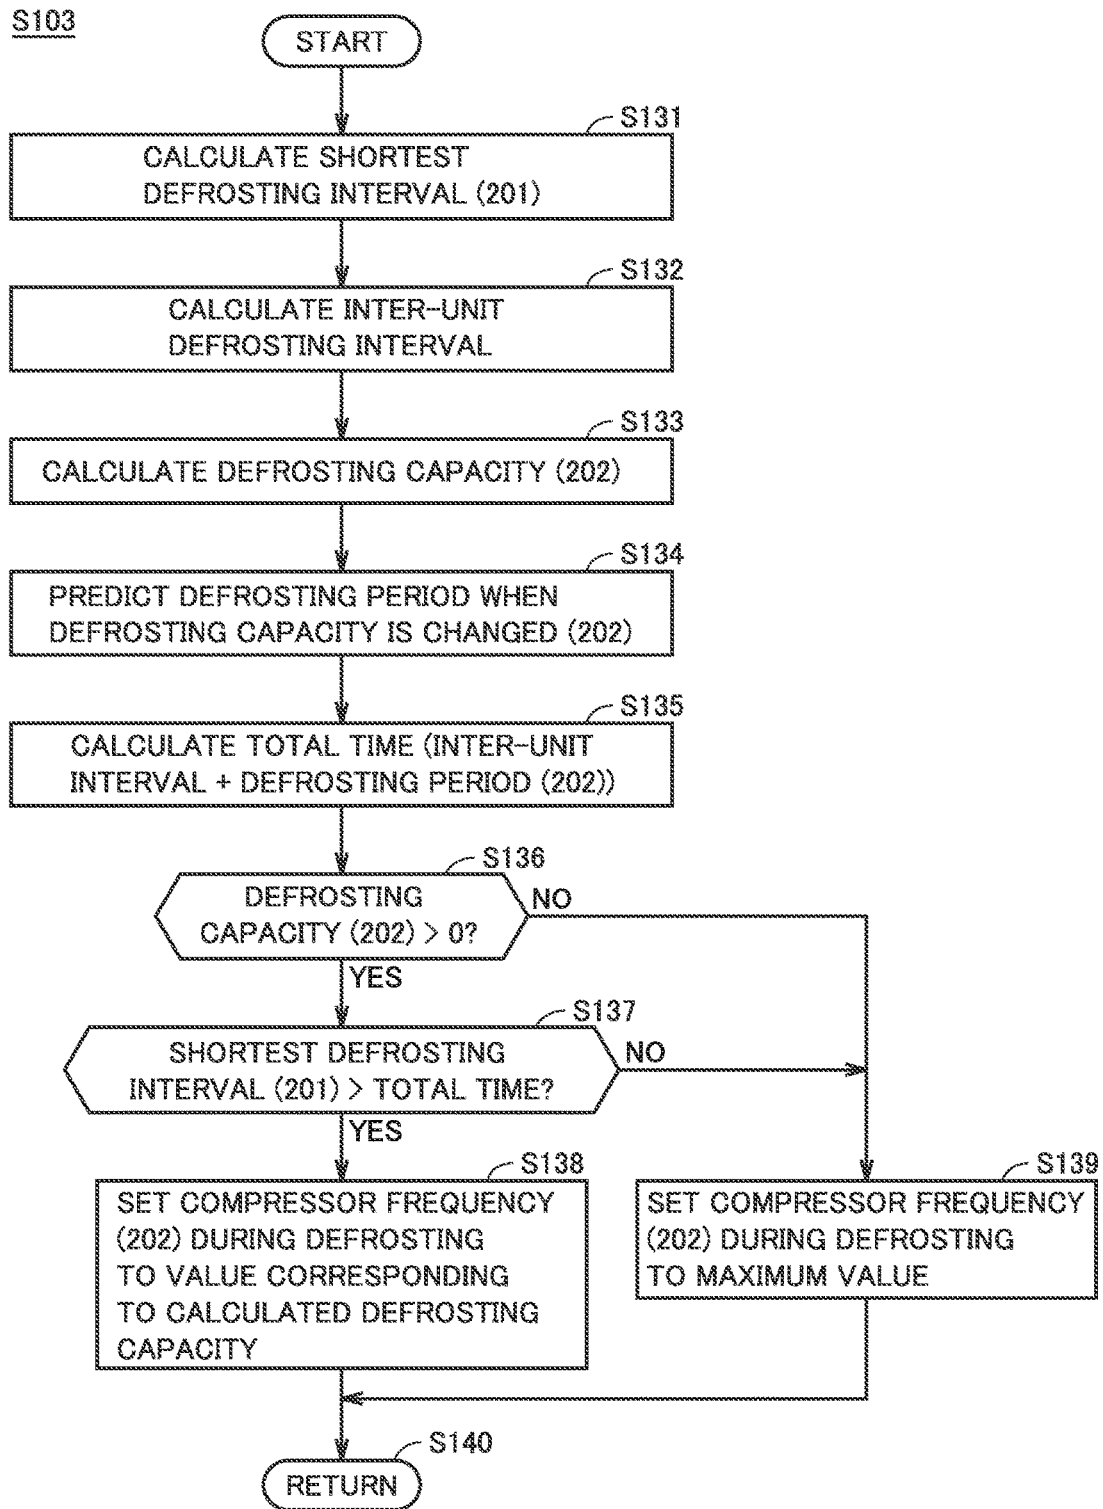 S103
START
S131
CALCULATE SHORTEST
DEFROSTING INTERVAL (201)
S132
CALCULATE INTER-UNIT
DEFROSTING INTERVAL
S133
CALCULATE DEFROSTING CAPACITY (202)
S134
PREDICT DEFROSTING PERIOD WHEN
DEFROSTING CAPACITY IS CHANGED (202)
S135
CALCULATE TOTAL TIME (INTER-UNIT
INTERVAL + DEFROSTING PERIOD (202))
S136
DEFROSTING
CAPACITY (202) > 0?
NO
YES
S137
SHORTEST DEFROSTING
INTERVAL (201) > TOTAL TIME?
NO
YES
S138
SET COMPRESSOR FREQUENCY
(202) DURING DEFROSTING
TO VALUE CORRESPONDING
TO CALCULATED DEFROSTING
CAPACITY
S139
SET COMPRESSOR FREQUENCY
(202) DURING DEFROSTING
TO MAXIMUM VALUE
S140
RETURN